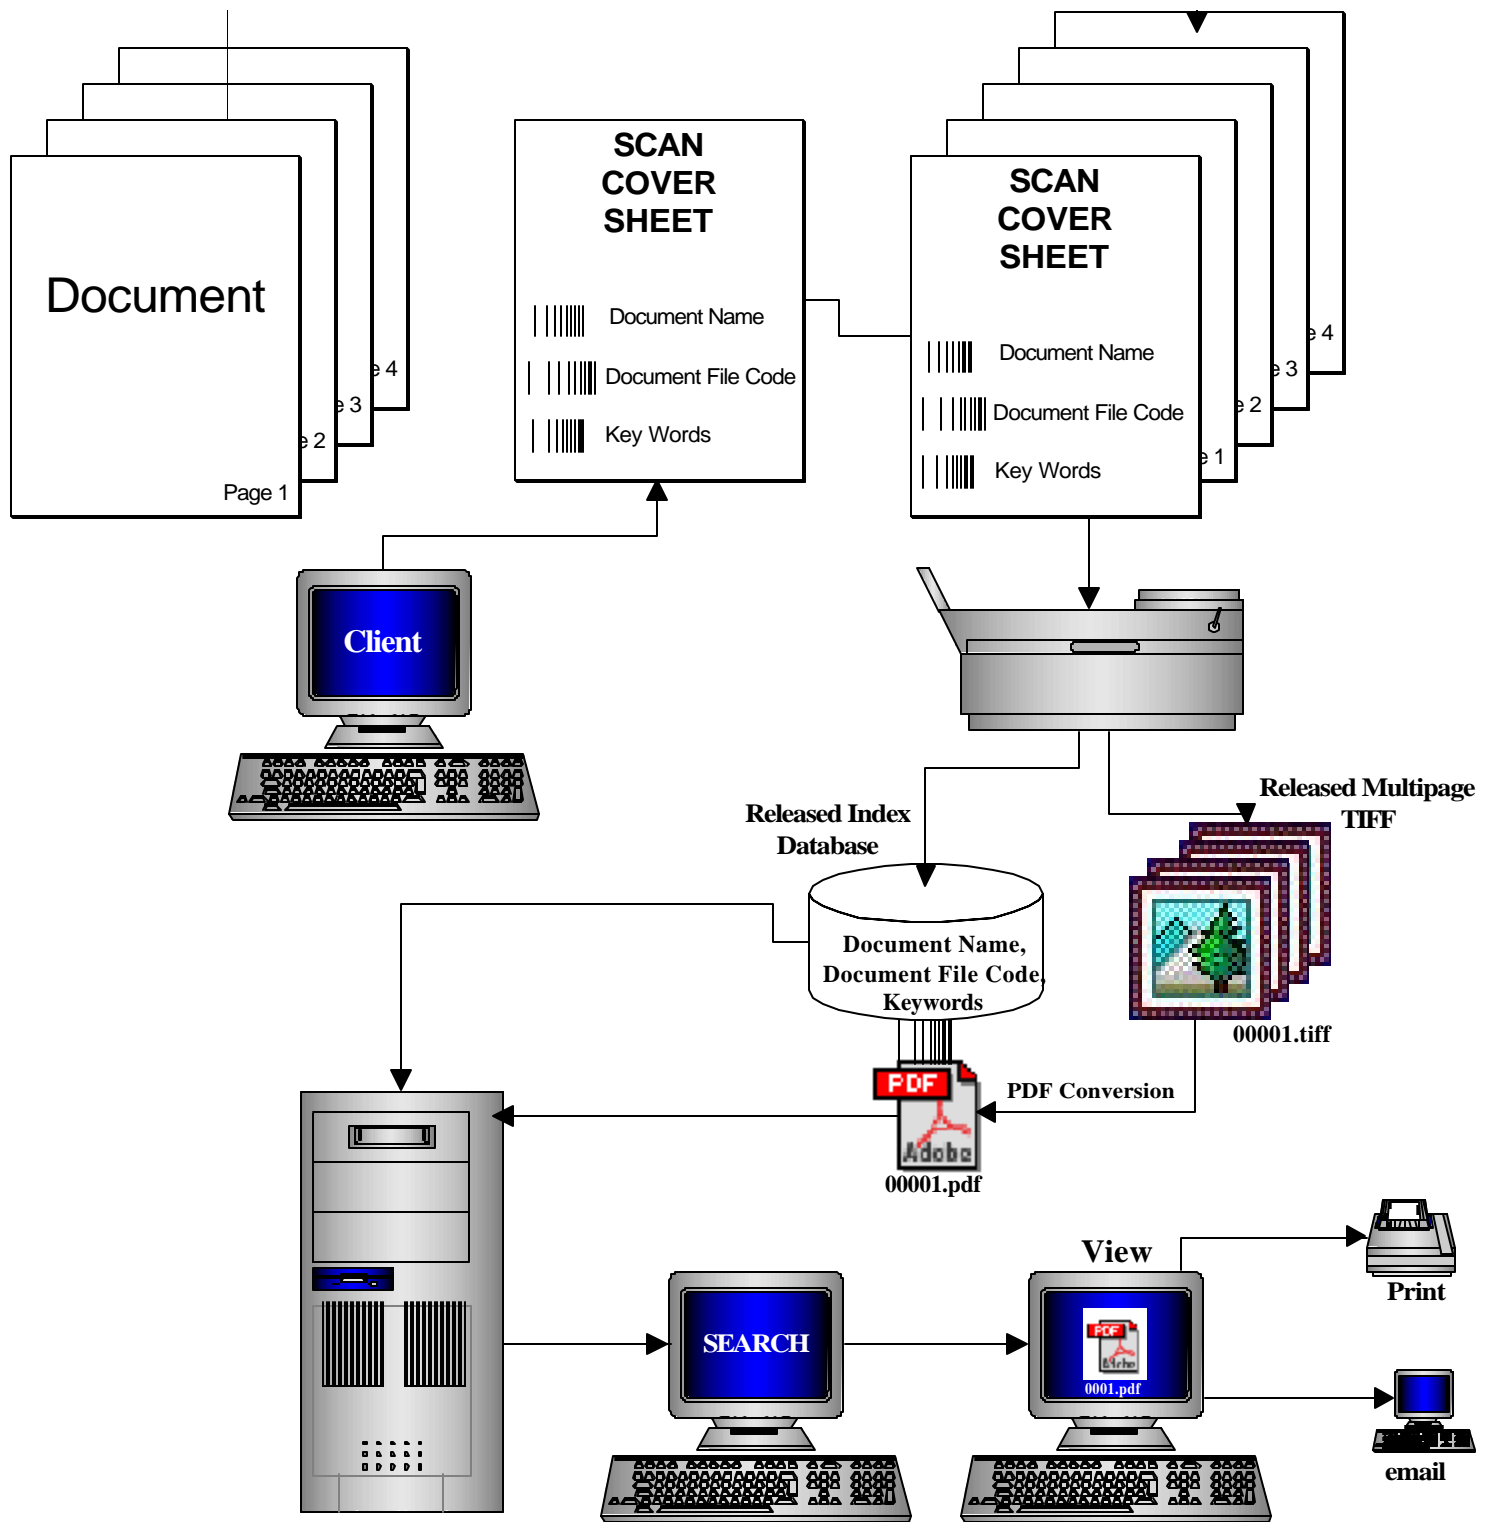 Document
Page 1
e 2
e 3
e 4
SCAN
COVER
SHEET
Document Name
Document File Code
Key Words
SCAN
COVER
SHEET
Document Name
Document File Code
Key Words
e 1
e 2
e 3
e 4
Client
Released Index
Database
Released Multipage
TIFF
Document Name,
Document File Code,
Keywords
00001.tiff
PDF
Adobe
PDF Conversion
00001.pdf
SEARCH
View
PDF
Adobe
0001.pdf
Print
email